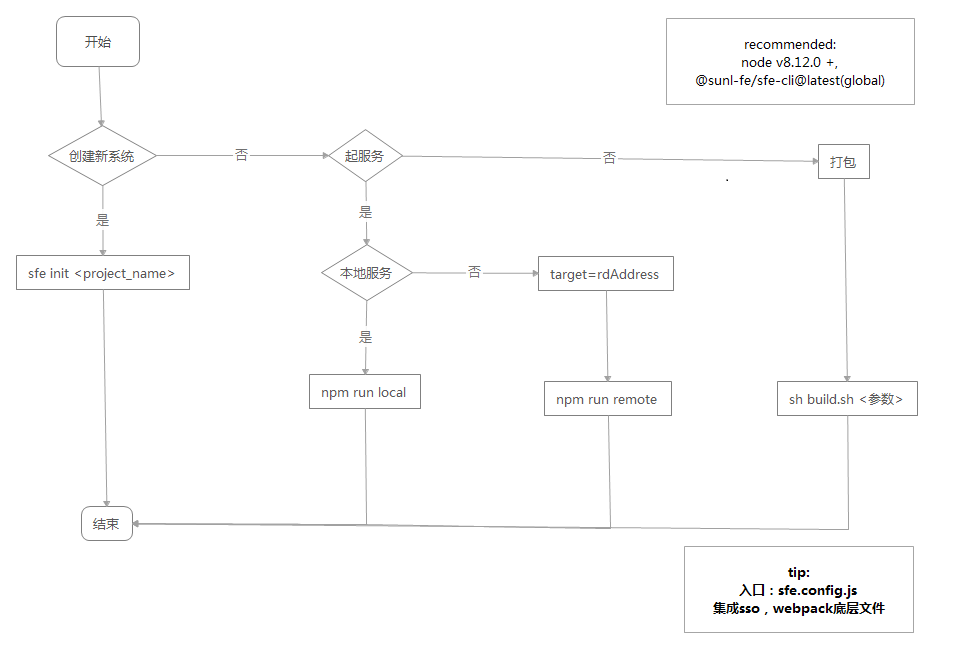 开始
recommended:
node v8.12.0 +,
@sunl-fe/sfe-cli@latest(global)
创建新系统
否
起服务
否
打包
是
是
sfe init <project_name>
本地服务
否
target=rdAddress
是
npm run local
npm run remote
sh build.sh <参数>
结束
tip:
入口：sfe.config.js
集成sso，webpack底层文件